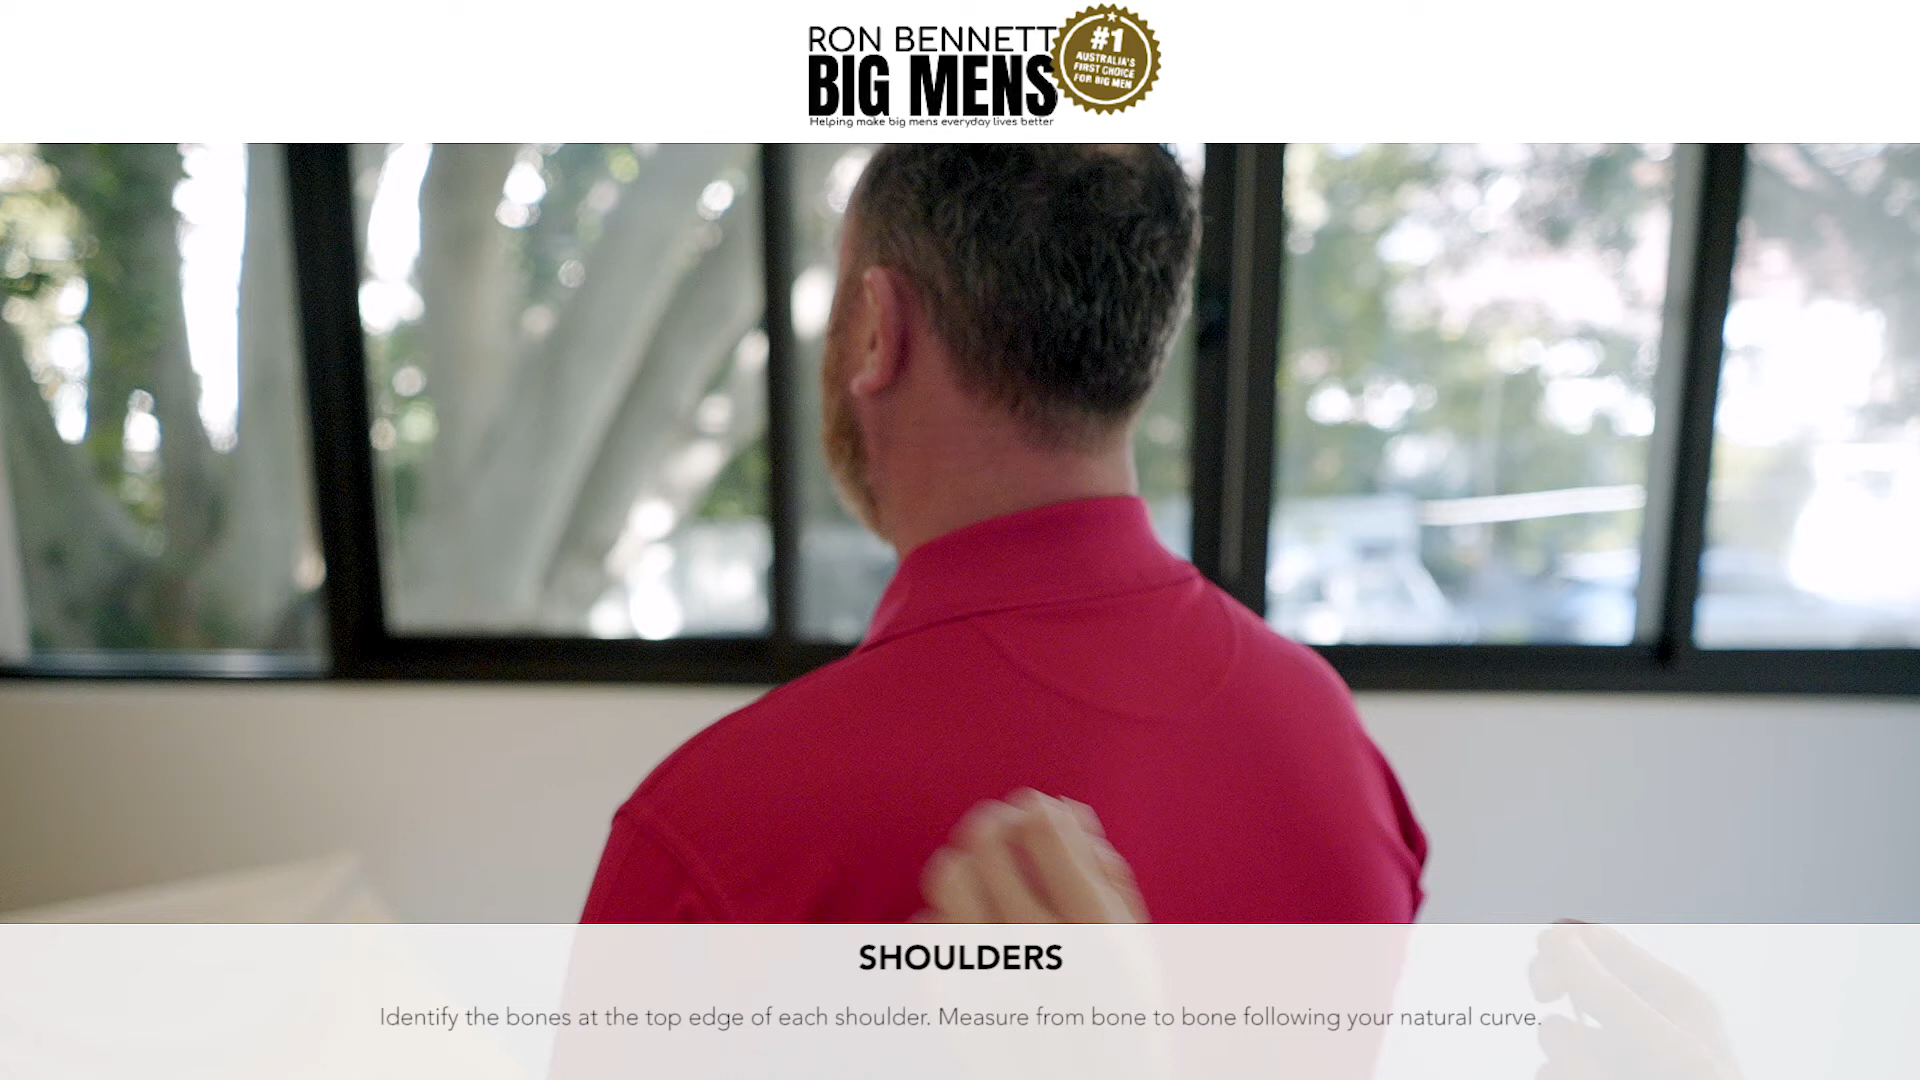 RON BENNETT
BIG MENS
Helping make big mens everyday lives better
#1
AUSTRALIA'S
FIRST CHOICE
FOR BIG MEN
SHOULDERS
Identify the bones at the top edge of each shoulder. Measure from bone to bone following your natural curve.